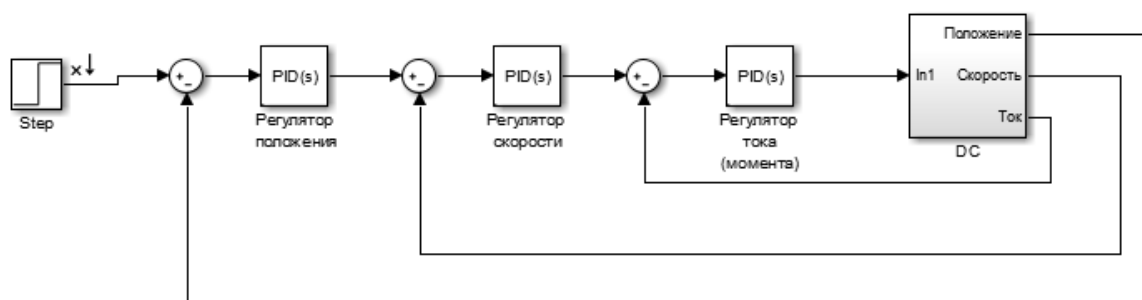 Step
+
-
PID(s)
Регулятор
положения
+
-
PID(s)
Регулятор
скорости
+
-
PID(s)
Регулятор
тока
(момента)
In1
Положение
Скорость
Ток
DC